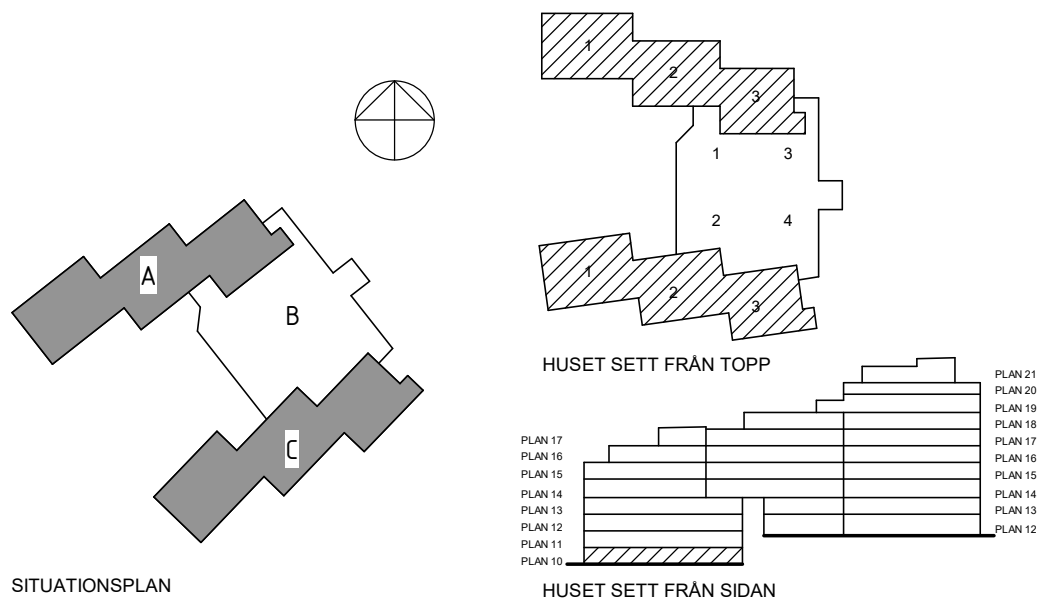 A
B
C
SITUATIONSPLAN
1
2
3
1 3
2 4
1
2
3
HUSET SETT FRÅN TOPP
PLAN 17
PLAN 16
PLAN 15
PLAN 14
PLAN 13
PLAN 12
PLAN 11
PLAN 10
PLAN 21
PLAN 20
PLAN 19
PLAN 18
PLAN 17
PLAN 16
PLAN 15
PLAN 14
PLAN 13
PLAN 12
HUSET SETT FRÅN SIDAN